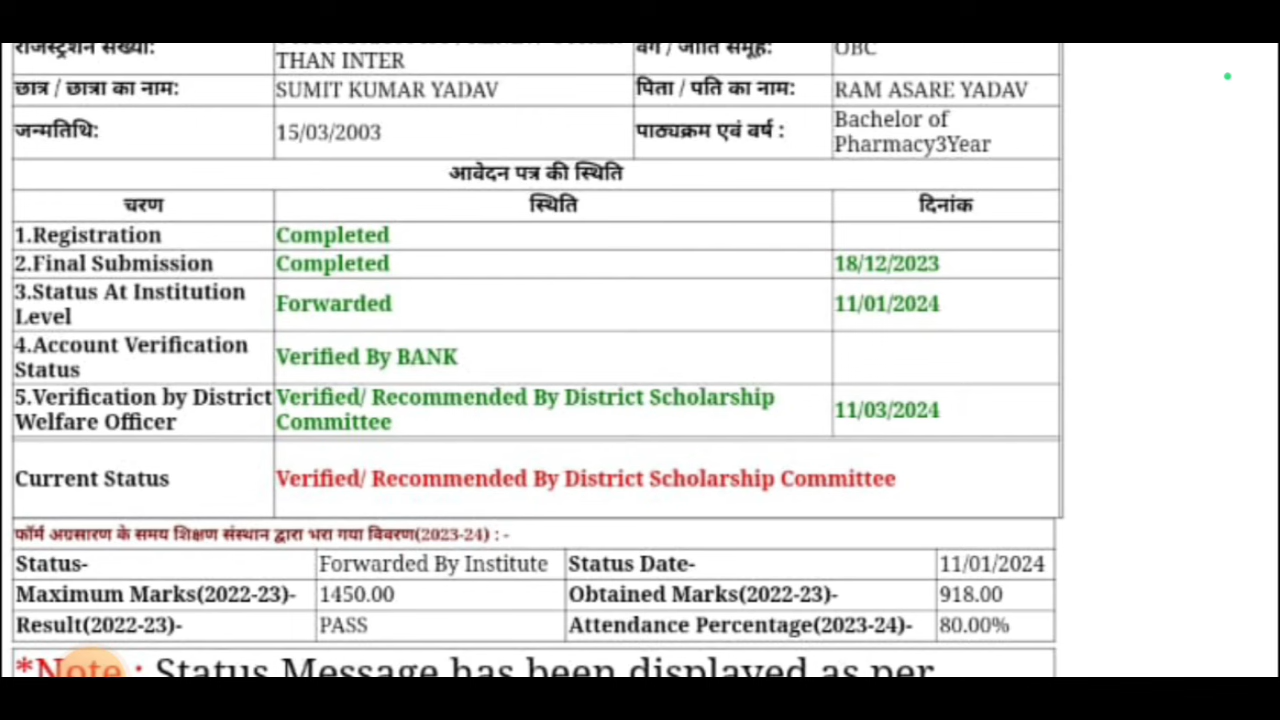 राजस्ट्रेशन संख्या:
वर्ग / जाति समूह:
OBC
THAN INTER
छात्र / छात्रा का नाम:
SUMIT KUMAR YADAV
पिता / पति का नाम:
RAM ASARE YADAV
जन्मतिथि:
15/03/2003
पाठ्यक्रम एवं वर्ष :
Bachelor of
Pharmacy3Year
आवेदन पत्र की स्थिति
चरण
स्थिति
दिनांक
1.Registration
Completed
2.Final Submission
Completed
18/12/2023
3.Status At Institution
Level
Forwarded
11/01/2024
4.Account Verification
Status
Verified By BANK
5.Verification by District
Welfare Officer
Verified/ Recommended By District Scholarship
Committee
11/03/2024
Current Status
Verified/ Recommended By District Scholarship Committee
फॉर्म अग्रसारण के समय शिक्षण संस्थान द्वारा भरा गया विवरण(2023-24) : -
Status-
Forwarded By Institute
Status Date-
11/01/2024
Maximum Marks(2022-23)-
1450.00
Obtained Marks(2022-23)-
918.00
Result(2022-23)-
PASS
Attendance Percentage(2023-24)-
80.00%
*Note : Status Message has been displayed as per